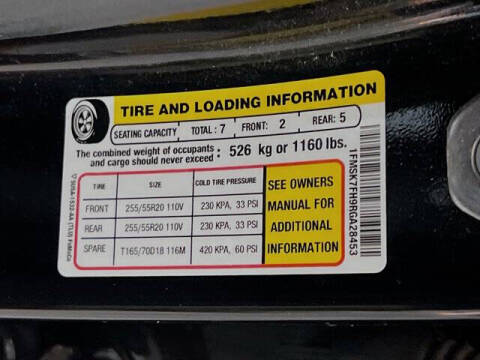 TIRE AND LOADING INFORMATION
SEATING CAPACITY TOTAL: 7 FRONT: 2 REAR: 5
The combined weight of occupants and cargo should never exceed : 526 kg or 1160 lbs.
TIRE SIZE COLD TIRE PRESSURE
FRONT 255/55R20 110V 230 KPA, 33 PSI
REAR 255/55R20 110V 230 KPA, 33 PSI
SPARE T165/70D18 116M 420 KPA, 60 PSI
SEE OWNERS
MANUAL FOR
ADDITIONAL
INFORMATION
1FMSK7FH9RGA28453